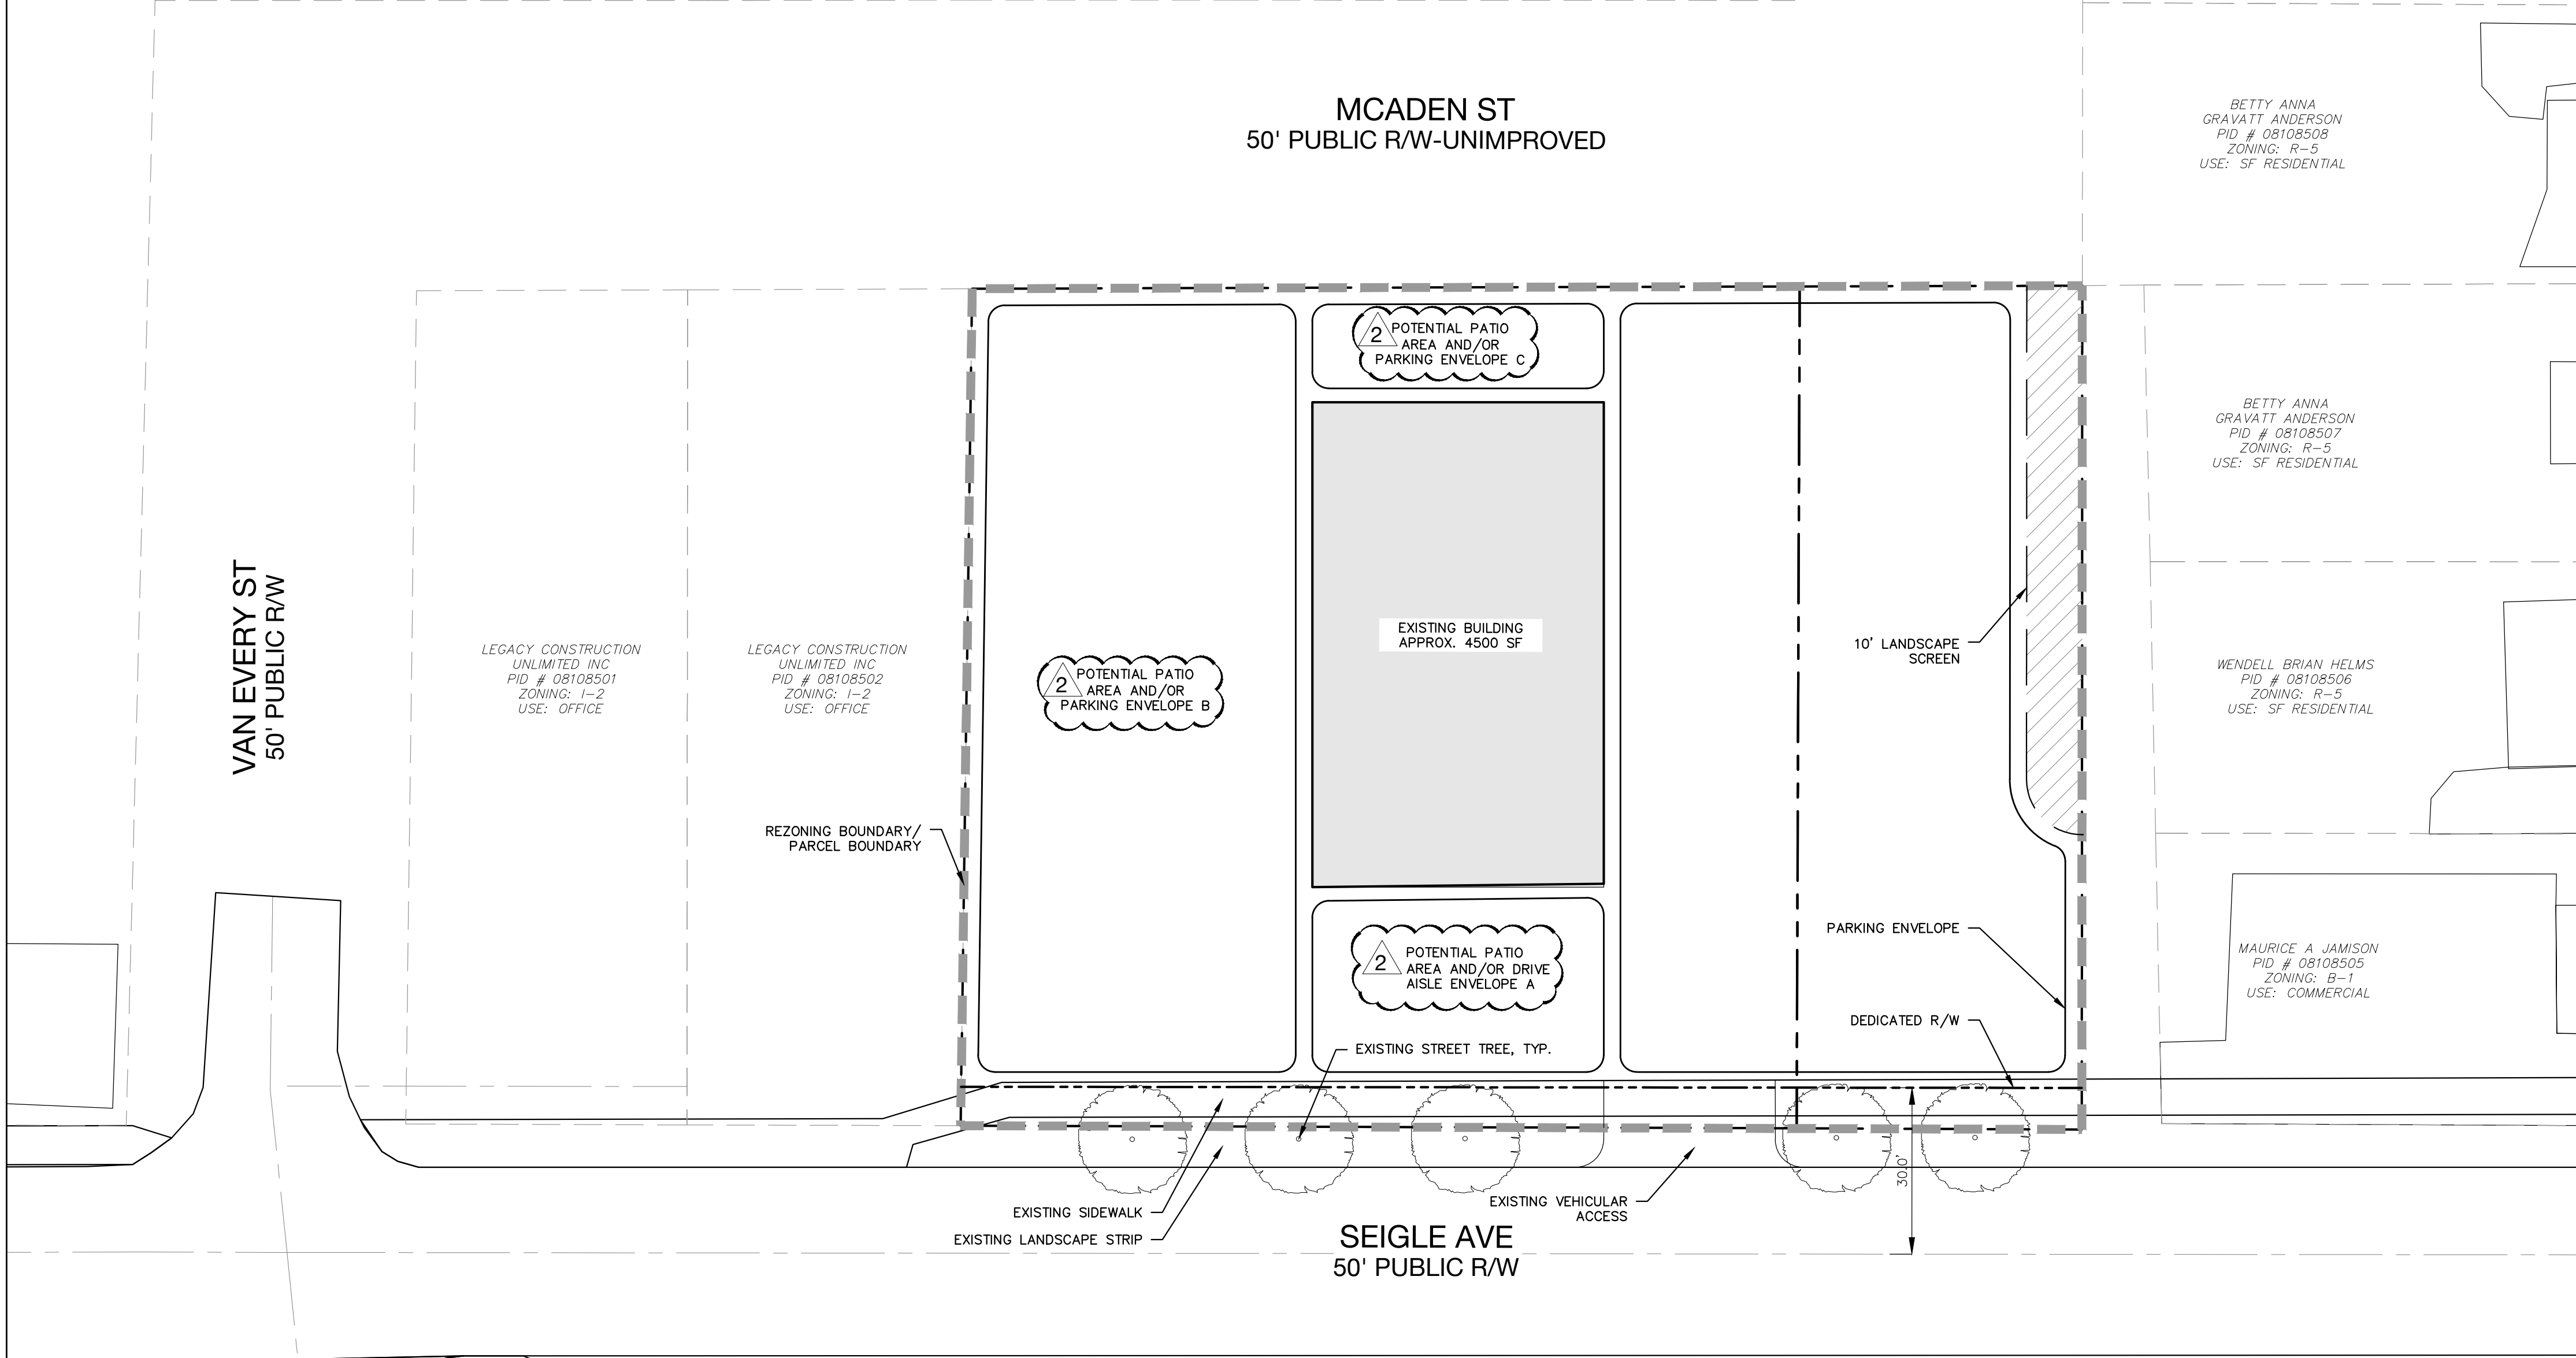 MCADEN ST
50' PUBLIC R/W-UNIMPROVED
BETTY ANNA
GRAVATT ANDERSON
PID # 08108508
ZONING: R-5
USE: SF RESIDENTIAL
2
POTENTIAL PATIO
AREA AND/OR
PARKING ENVELOPE C
BETTY ANNA
GRAVATT ANDERSON
PID # 08108507
ZONING: R-5
USE: SF RESIDENTIAL
VAN EVERY ST
50' PUBLIC R/W
LEGACY CONSTRUCTION
UNLIMITED INC
PID # 08108501
ZONING: I-2
USE: OFFICE
LEGACY CONSTRUCTION
UNLIMITED INC
PID # 08108502
ZONING: I-2
USE: OFFICE
2
POTENTIAL PATIO
AREA AND/OR
PARKING ENVELOPE B
EXISTING BUILDING
APPROX. 4500 SF
10' LANDSCAPE
SCREEN
WENDELL BRIAN HELMS
PID # 08108506
ZONING: R-5
USE: SF RESIDENTIAL
REZONING BOUNDARY/
PARCEL BOUNDARY
2
POTENTIAL PATIO
AREA AND/OR DRIVE
AISLE ENVELOPE A
PARKING ENVELOPE
MAURICE A JAMISON
PID # 08108505
ZONING: B-1
USE: COMMERCIAL
DEDICATED R/W
EXISTING STREET TREE, TYP.
30.0'
EXISTING SIDEWALK
EXISTING LANDSCAPE STRIP
EXISTING VEHICULAR
ACCESS
SEIGLE AVE
50' PUBLIC R/W